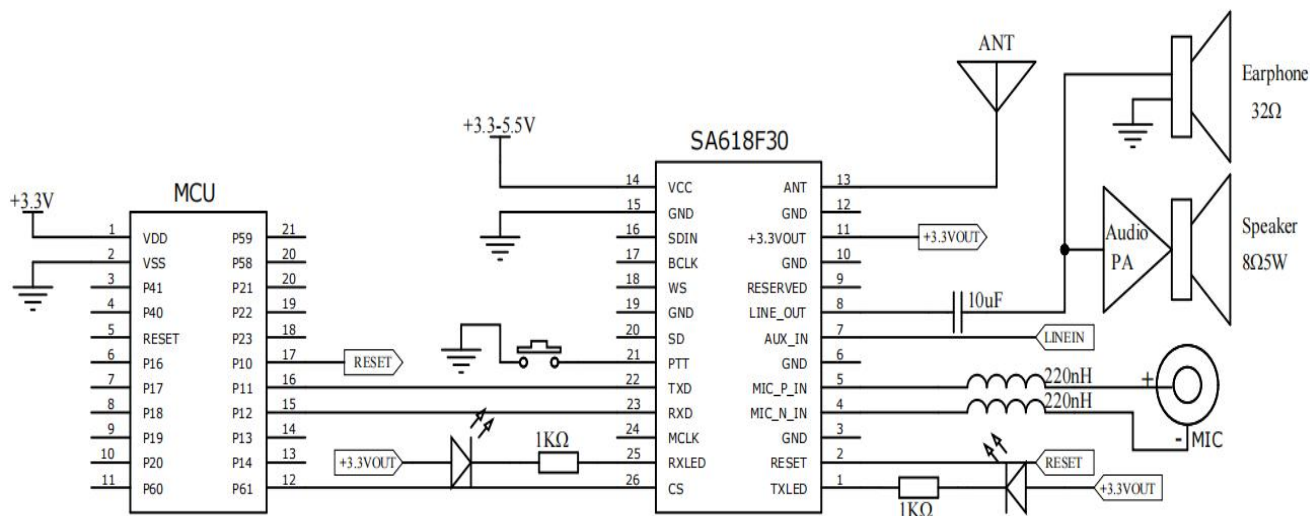 ANT
Earphone
32Ω
+3.3-5.5V
SA618F30
MCU
+3.3V
14 VCC ANT 13
15 GND GND 12
16 SDIN +3.3VOUT 11 +3.3VOUT
17 BCLK GND 10
18 WS RESERVED 9
19 GND LINE_OUT 8 10uF
20 SD AUX_IN 7 LINEIN
21 PTT GND 6
22 TXD MIC_P_IN 5 220nH +
23 RXD MIC_N_IN 4 220nH
24 MCLK GND 3 - MIC
25 RXLED RESET 2 RESET
26 CS TXLED 1 1KΩ +3.3VOUT
Audio
PA
Speaker
8Ω5W
1 VDD P59 21
2 VSS P58 20
3 P41 P21 20
4 P40 P22 19
5 RESET P23 18
6 P16 P10 17 RESET
7 P17 P11 16
8 P18 P12 15
9 P19 P13 14
10 P20 P14 13
11 P60 P61 12
+3.3VOUT 1KΩ